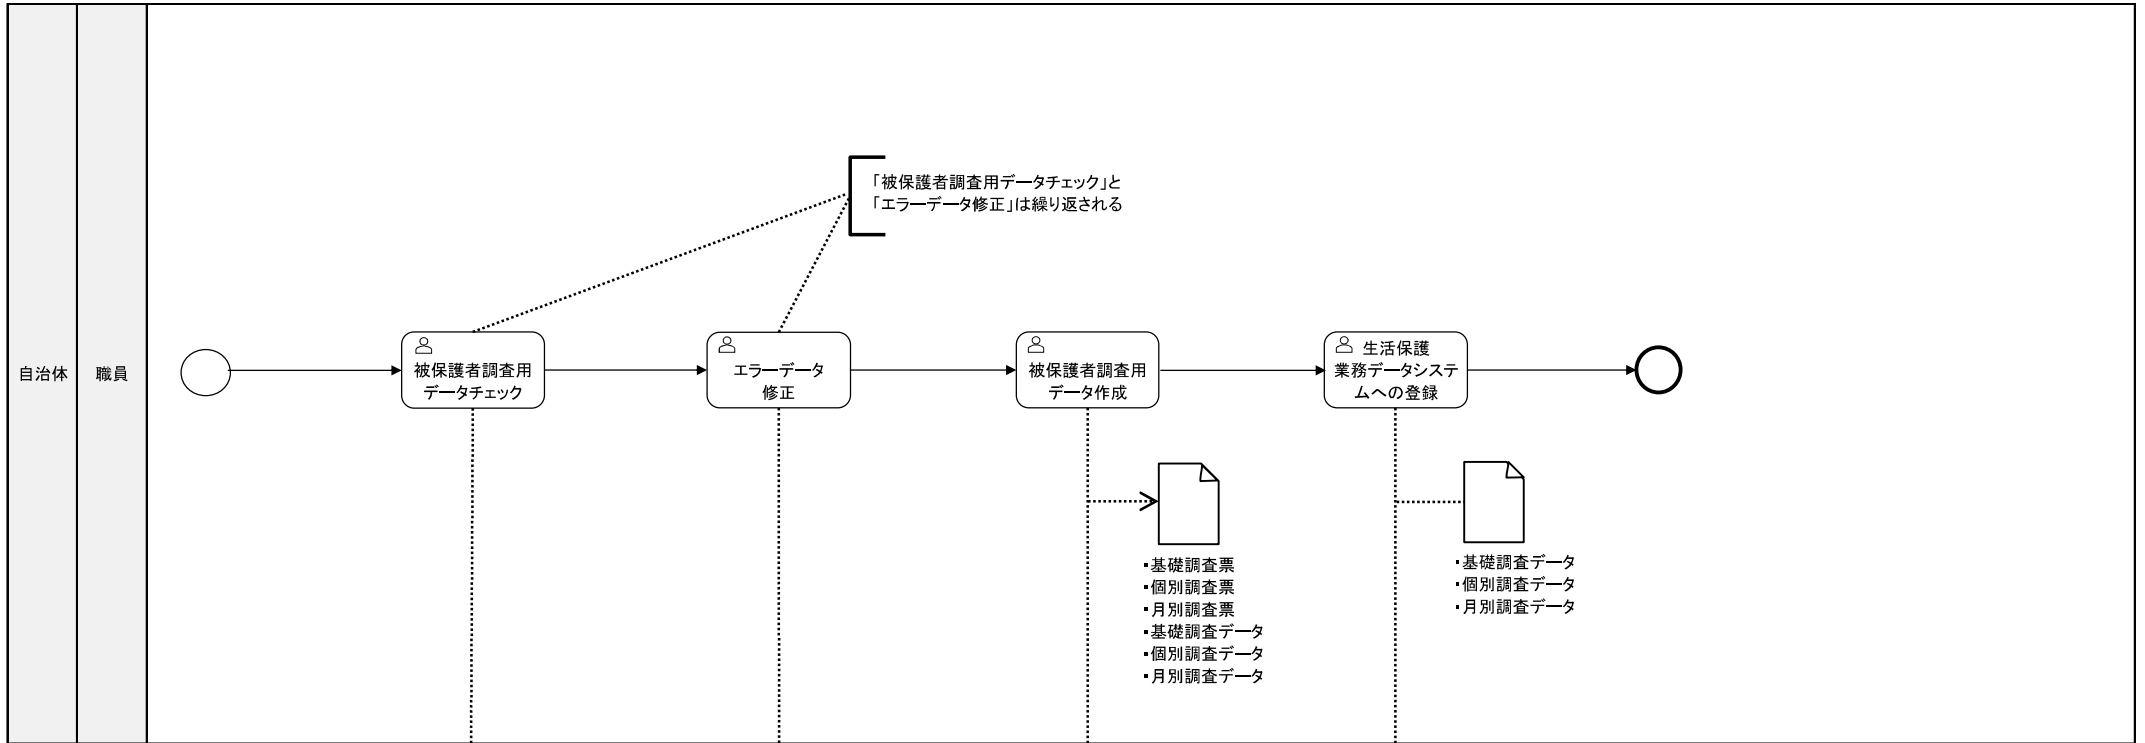 自治体
職員
「被保護者調査用データチェック」と
「エラーデータ修正」は繰り返される
被保護者調査用
データチェック
エラーデータ
修正
被保護者調査用
データ作成
生活保護
業務データシステ
ムへの登録
・基礎調査票
・個別調査票
・月別調査票
・基礎調査データ
・個別調査データ
・月別調査データ
・基礎調査データ
・個別調査データ
・月別調査データ